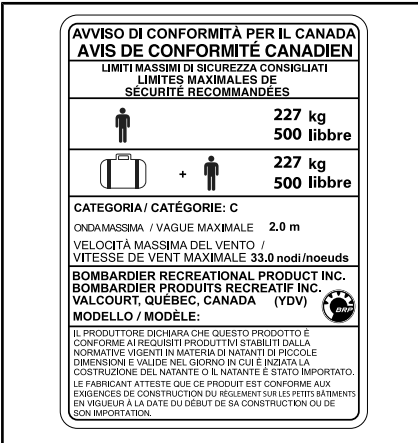 AVVISO DI CONFORMITÀ PER IL CANADA
AVIS DE CONFORMITÉ CANADIEN
LIMITI MASSIMI DI SICUREZZA CONSIGLIATI
LIMITES MAXIMALES DE
SÉCURITÉ RECOMMANDÉES
227 kg
500 libbre
+
227 kg
500 libbre
CATEGORIA / CATÉGORIE: C
ONDA MASSIMA / VAGUE MAXIMALE 2.0 m
VELOCITÀ MASSIMA DEL VENTO /
VITESSE DE VENT MAXIMALE 33.0 nodi/noeuds
BOMBARDIER RECREATIONAL PRODUCT INC.
BOMBARDIER PRODUITS RECREATIF INC.
VALCOURT, QUÉBEC, CANADA (YDV)
BRP
MODELLO / MODÈLE:
IL PRODUTTORE DICHIARA CHE QUESTO PRODOTTO È
CONFORME AI REQUISITI PRODUTTIVI STABILITI DALLA
NORMATIVE VIGENTI IN MATERIA DI NATANTI DI PICCOLE
DIMENSIONI E VALIDE NEL GIORNO IN CUI È INIZIATA LA
COSTRUZIONE DEL NATANTE O IL NATANTE È STATO IMPORTATO.
LE FABRICANT ATTESTE QUE CE PRODUIT EST CONFORME AUX
EXIGENCES DE CONSTRUCTION DU RÈGLEMENT SUR LES PETITS BÂTIMENTS
EN VIGUEUR À LA DATE DU DÉBUT DE SA CONSTRUCTION OU DE
SON IMPORTATION.